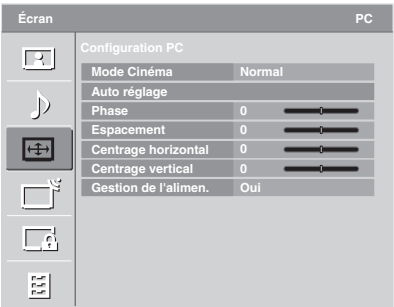 Écran PC
Configuration PC
Mode Cinéma Normal
Auto réglage
Phase 0
Espacement 0
Centrage horizontal 0
Centrage vertical 0
Gestion de l'alimen. Oui